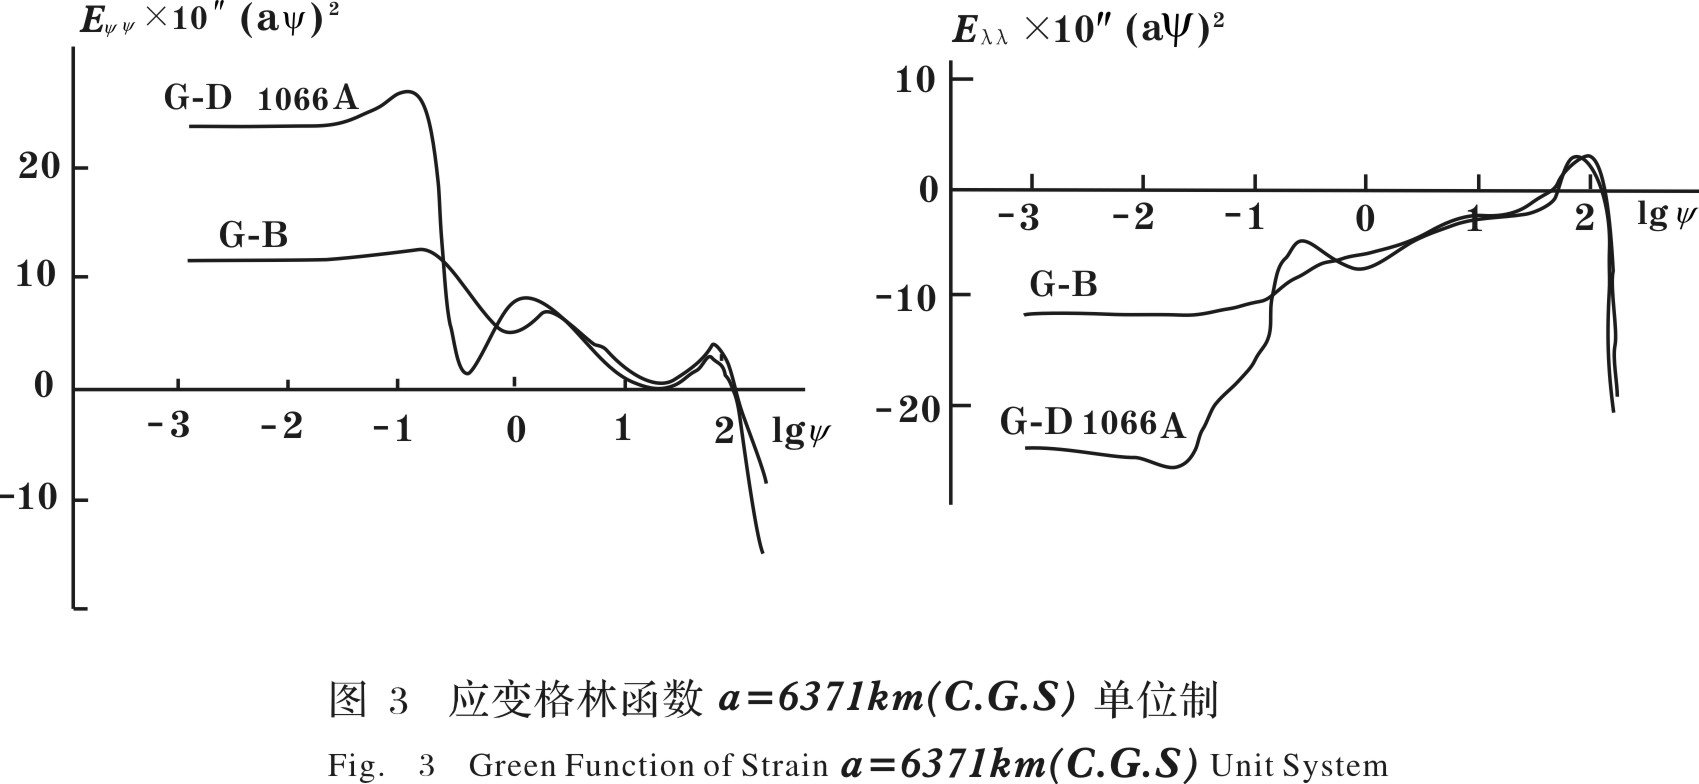 E_ψψ ×10″ (aψ)²
G-D 1066A
20
G-B
10
0
-3 -2 -1 0 1 2 lgψ
-10
E_λλ ×10″ (aψ)²
10
0
-3 -2 -1 0 1 2 lgψ
G-B
-10
-20
G-D 1066A
图 3 应变格林函数 a=6371km(C.G.S) 单位制
Fig. 3 Green Function of Strain a=6371km(C.G.S) Unit System